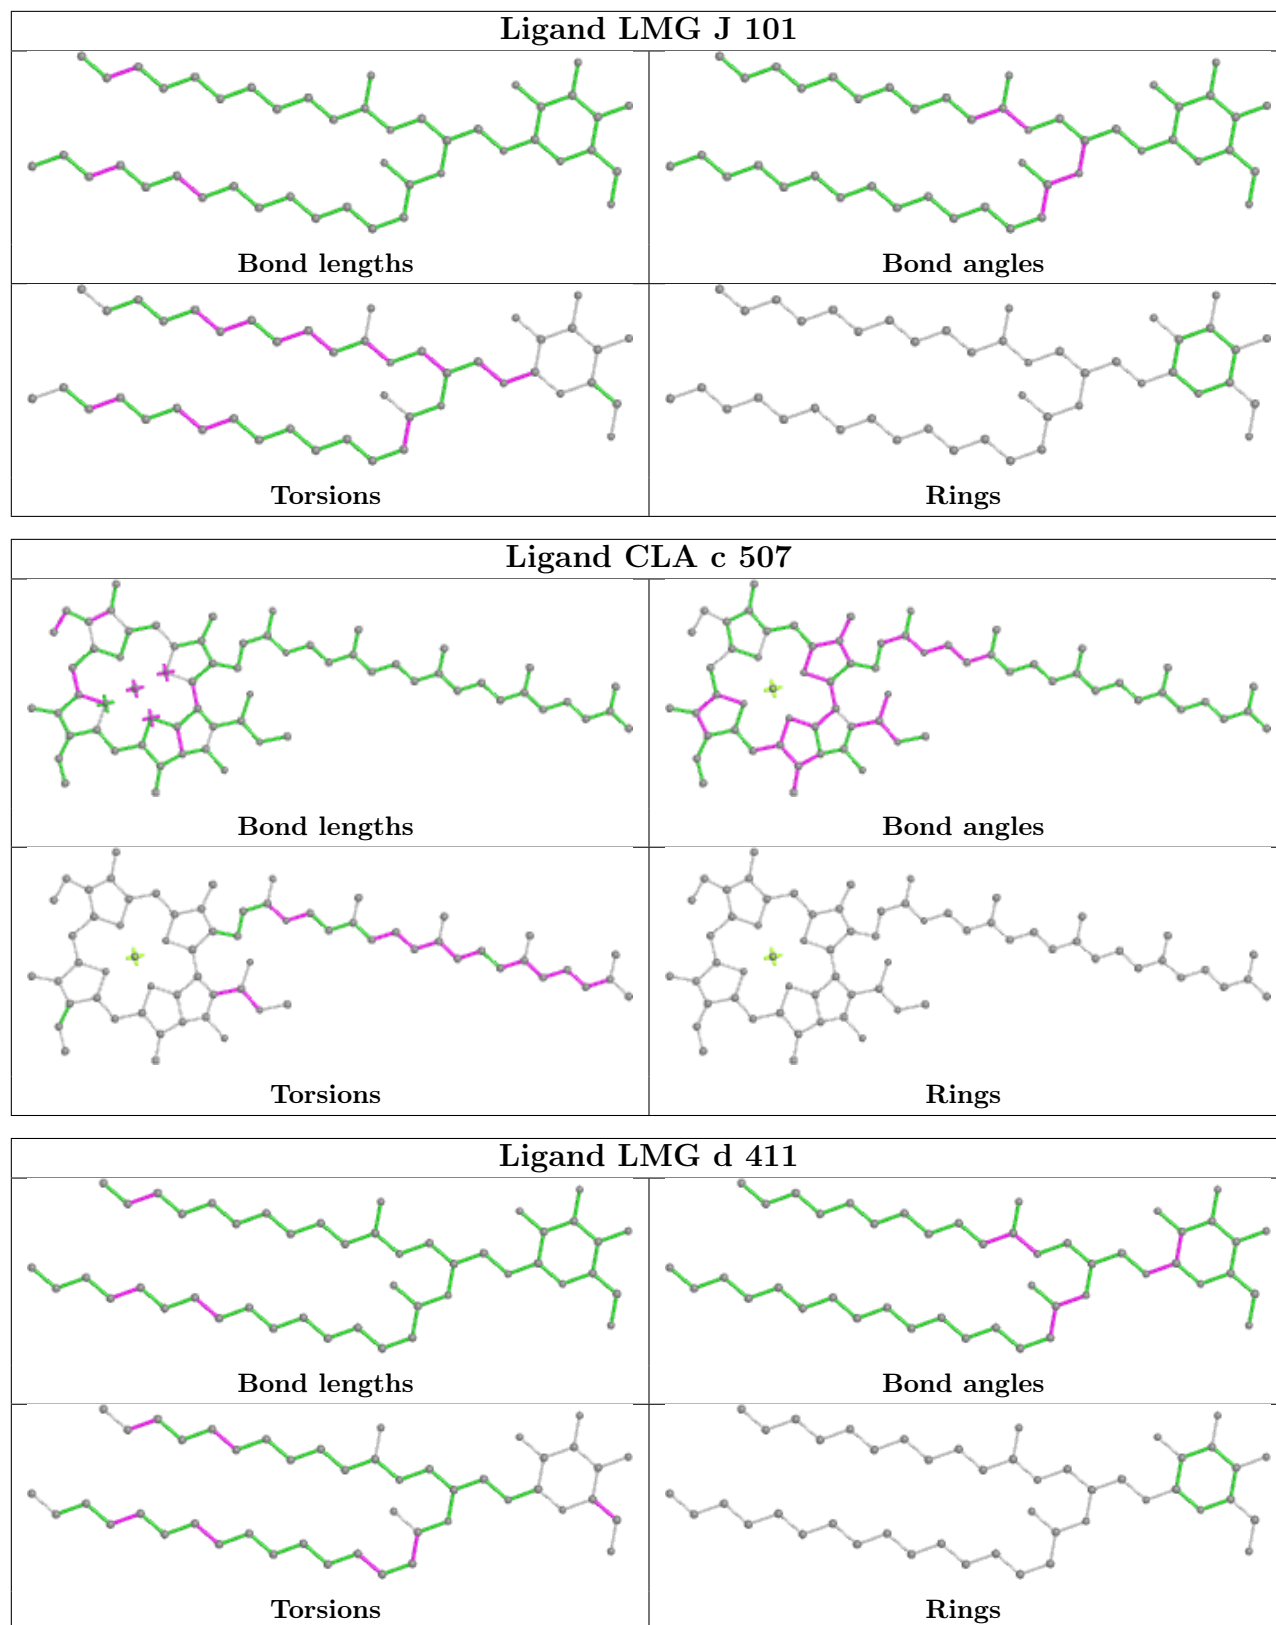 Ligand LMG J 101
Bond lengths
Bond angles
Torsions
Rings
Ligand CLA c 507
Bond lengths
Bond angles
Torsions
Rings
Ligand LMG d 411
Bond lengths
Bond angles
Torsions
Rings